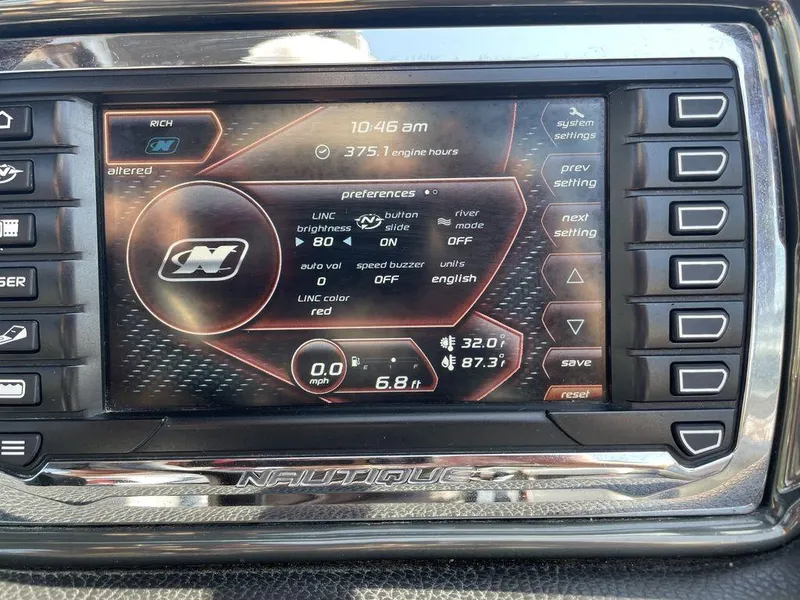 RICH
altered
10:46 am
375.1 engine hours
preferences
LINC brightness
80
button slide
ON
river mode
OFF
auto vol
0
speed buzzer
OFF
units
english
LINC color
red
0.0
mph
E 1 F
6.8 ft
32.0°F
87.3°F
system settings
prev setting
next setting
save
reset
SER
NAUTIQUE